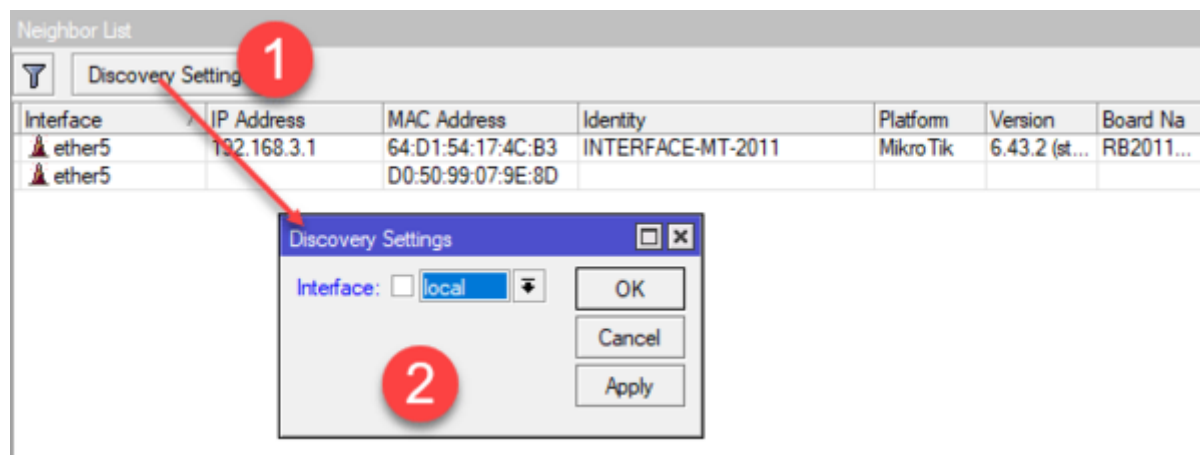 Neighbor List
1
Discovery Setting
Interface IP Address MAC Address Identity Platform Version Board Na
ether5 192.168.3.1 64:D1:54:17:4C:B3 INTERFACE-MT-2011 MikroTik 6.43.2 (st... RB2011...
ether5 D0:50:99:07:9E:8D
Discovery Settings
Interface: local OK
Cancel
2
Apply